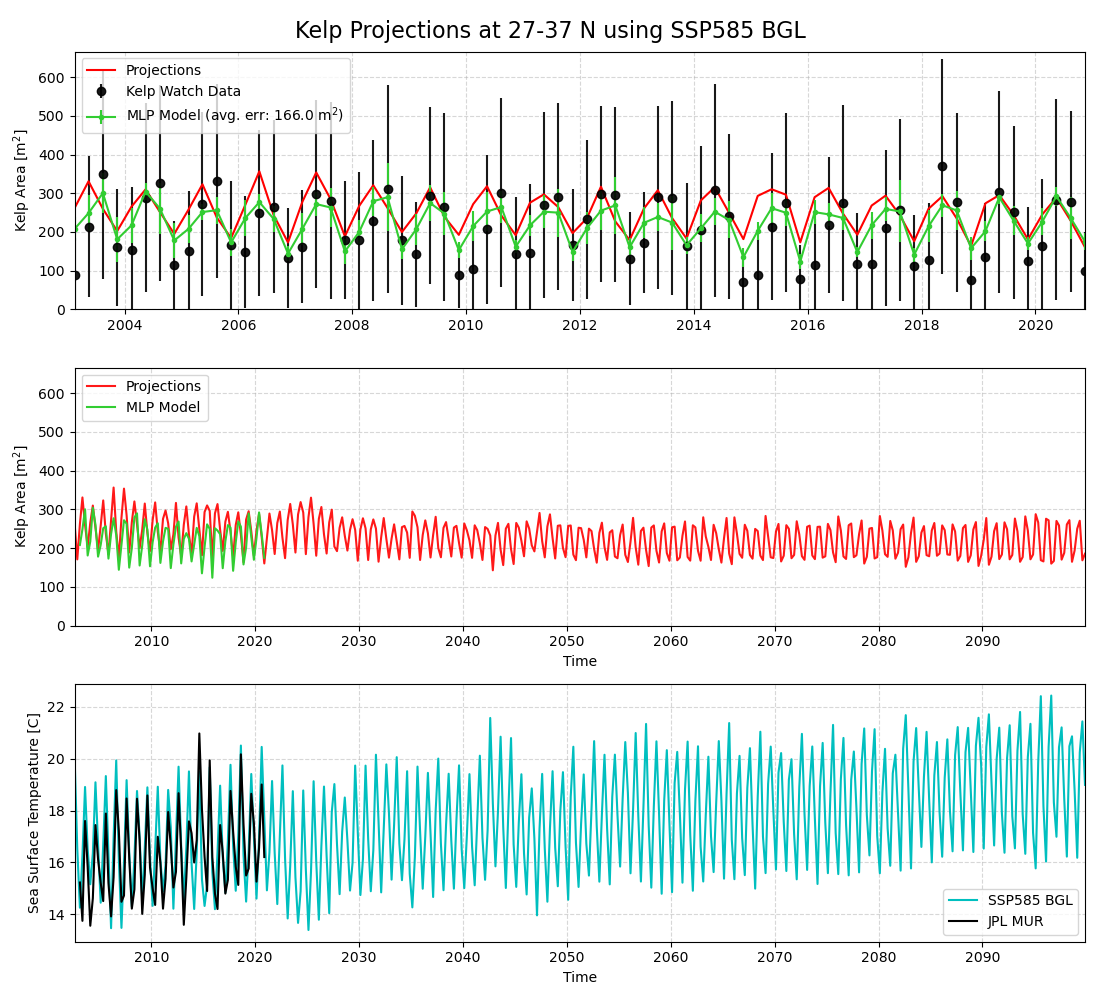 Kelp Projections at 27-37 N using SSP585 BGL
Kelp Area [m²]
600
500
400
300
200
100
0
Projections
Kelp Watch Data
MLP Model (avg. err: 166.0 m²)
2004 2006 2008 2010 2012 2014 2016 2018 2020
Kelp Area [m²]
600
500
400
300
200
100
0
Projections
MLP Model
2010 2020 2030 2040 2050 2060 2070 2080 2090
Time
Sea Surface Temperature [C]
22
20
18
16
14
SSP585 BGL
JPL MUR
2010 2020 2030 2040 2050 2060 2070 2080 2090
Time